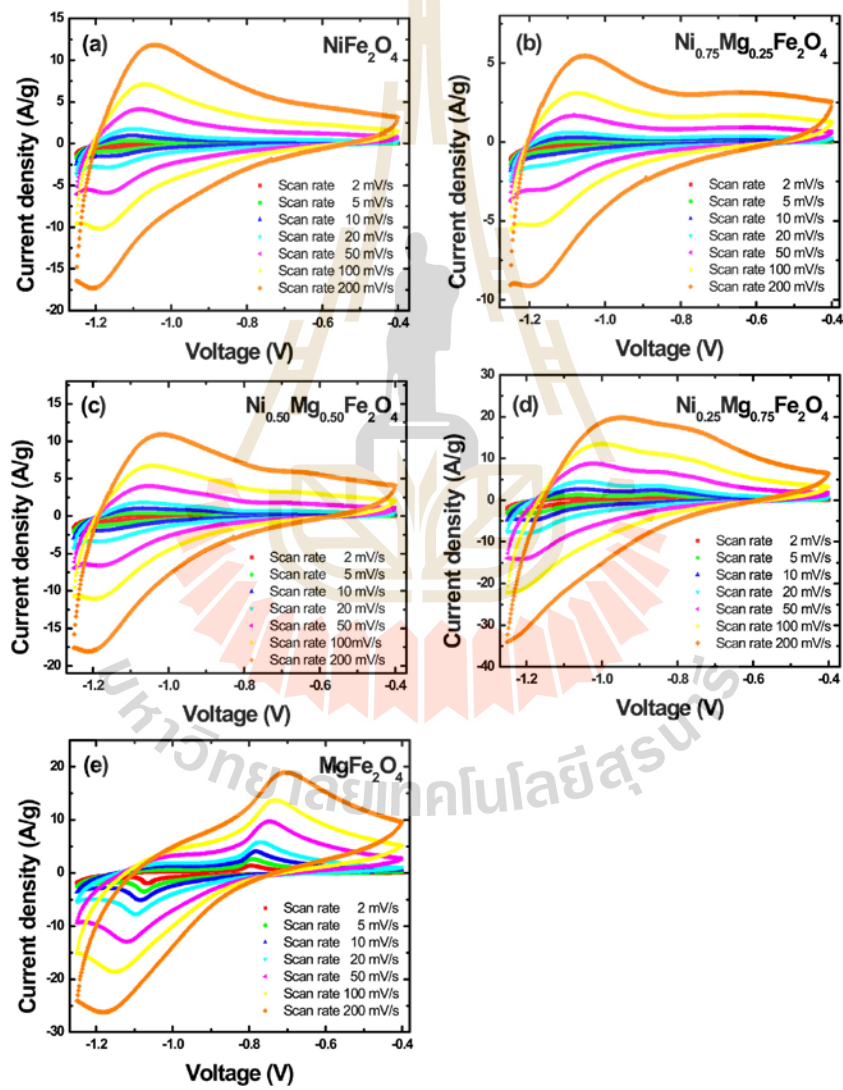 (a) NiFe2O4
Current density (A/g)
15
10
5
0
-5
-10
-15
-20
Scan rate 2 mV/s
Scan rate 5 mV/s
Scan rate 10 mV/s
Scan rate 20 mV/s
Scan rate 50 mV/s
Scan rate 100 mV/s
Scan rate 200 mV/s
-1.2 -1.0 -0.8 -0.6 -0.4
Voltage (V)
(b) Ni0.75Mg0.25Fe2O4
Current density (A/g)
5
0
-5
-10
Scan rate 2 mV/s
Scan rate 5 mV/s
Scan rate 10 mV/s
Scan rate 20 mV/s
Scan rate 50 mV/s
Scan rate 100 mV/s
Scan rate 200 mV/s
-1.2 -1.0 -0.8 -0.6 -0.4
Voltage (V)
(c) Ni0.50Mg0.50Fe2O4
Current density (A/g)
15
10
5
0
-5
-10
-15
-20
Scan rate 2 mV/s
Scan rate 5 mV/s
Scan rate 10 mV/s
Scan rate 20 mV/s
Scan rate 50 mV/s
Scan rate 100mV/s
Scan rate 200 mV/s
-1.2 -1.0 -0.8 -0.6 -0.4
Voltage (V)
(d) Ni0.25Mg0.75Fe2O4
Current density (A/g)
30
20
10
0
-10
-20
-30
-40
Scan rate 2 mV/s
Scan rate 5 mV/s
Scan rate 10 mV/s
Scan rate 20 mV/s
Scan rate 50 mV/s
Scan rate 100 mV/s
Scan rate 200 mV/s
-1.2 -1.0 -0.8 -0.6 -0.4
Voltage (V)
(e) MgFe2O4
Current density (A/g)
20
10
0
-10
-20
-30
Scan rate 2 mV/s
Scan rate 5 mV/s
Scan rate 10 mV/s
Scan rate 20 mV/s
Scan rate 50 mV/s
Scan rate 100 mV/s
Scan rate 200 mV/s
-1.2 -1.0 -0.8 -0.6 -0.4
Voltage (V)
มหาวิทยาลัยเทคโนโลยีสุรนารี